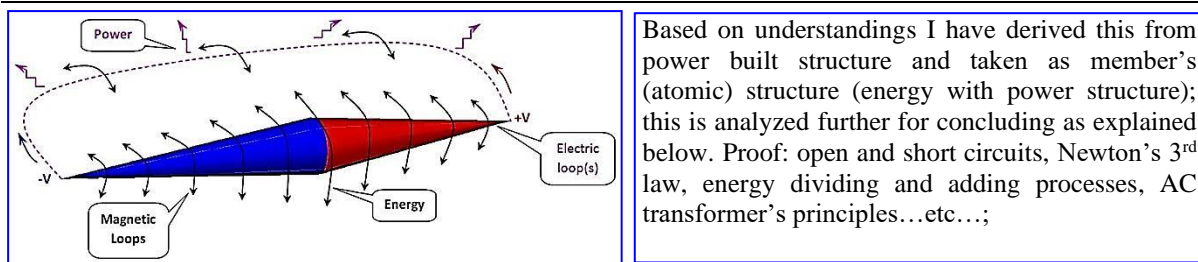 Power
+V
Electric
loop(s)
-V
Magnetic
Loops
Energy
Based on understandings I have derived this from
power built structure and taken as member's
(atomic) structure (energy with power structure);
this is analyzed further for concluding as explained
below. Proof: open and short circuits, Newton's 3rd
law, energy dividing and adding processes, AC
transformer's principles…etc…;